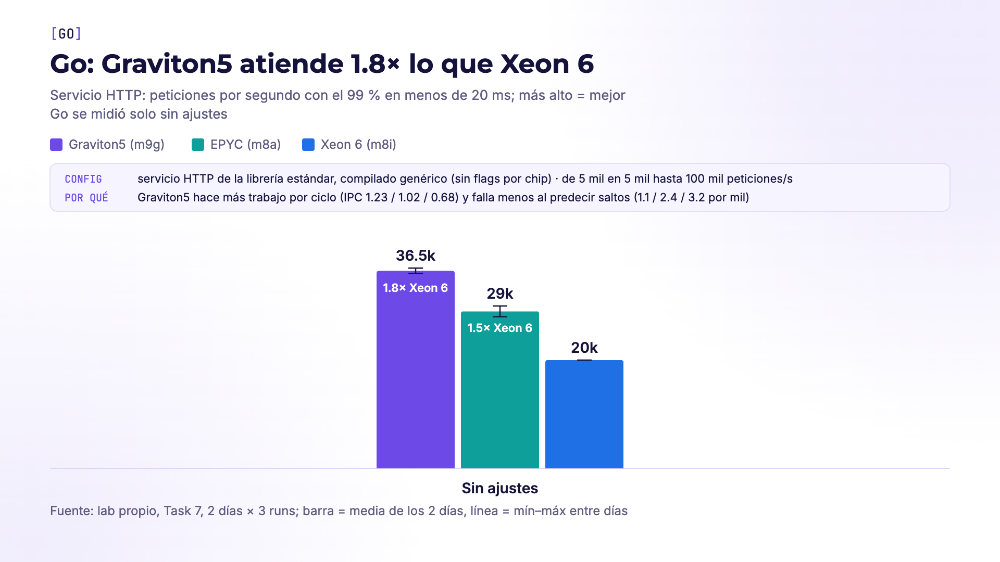 [GO]
Go: Graviton5 atiende 1.8× lo que Xeon 6
Servicio HTTP: peticiones por segundo con el 99 % en menos de 20 ms; más alto = mejor
Go se midió solo sin ajustes
Graviton5 (m9g) EPYC (m8a) Xeon 6 (m8i)
CONFIG servicio HTTP de la librería estándar, compilado genérico (sin flags por chip) · de 5 mil en 5 mil hasta 100 mil peticiones/s
POR QUÉ Graviton5 hace más trabajo por ciclo (IPC 1.23 / 1.02 / 0.68) y falla menos al predecir saltos (1.1 / 2.4 / 3.2 por mil)
36.5k
1.8× Xeon 6
29k
1.5× Xeon 6
20k
Sin ajustes
Fuente: lab propio, Task 7, 2 días × 3 runs; barra = media de los 2 días, línea = mín–máx entre días